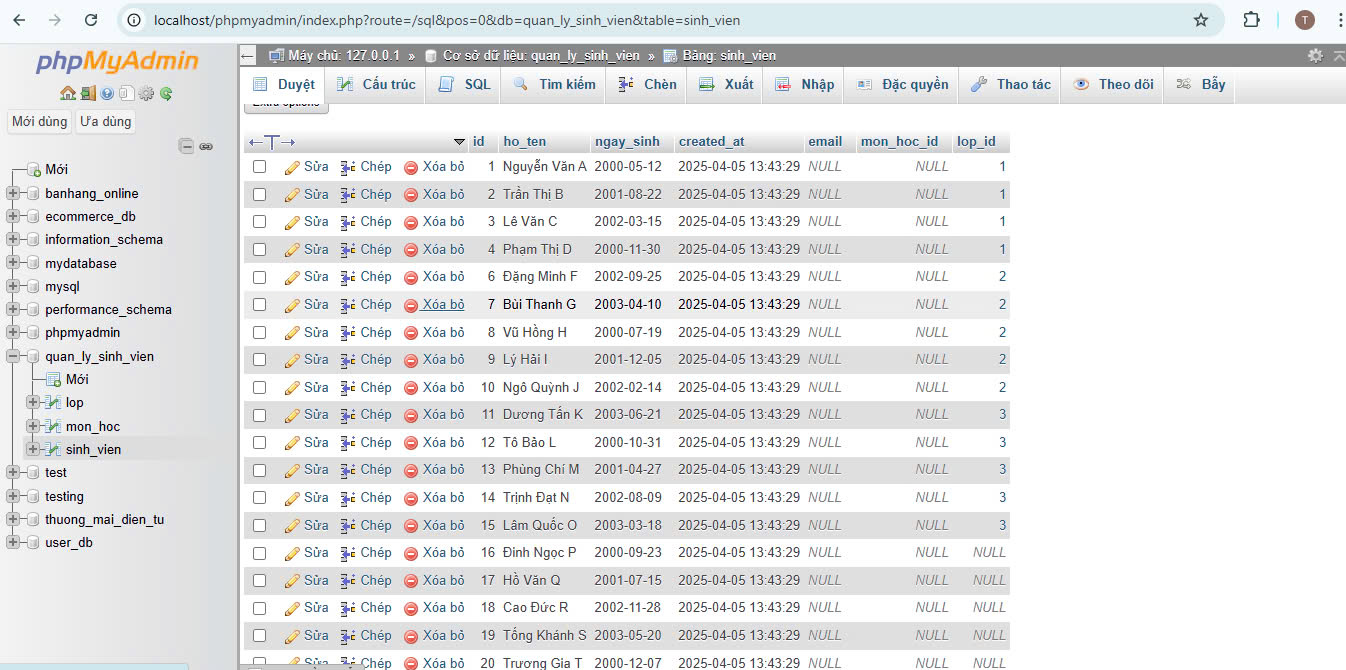 localhost/phpmyadmin/index.php?route=/sql&pos=0&db=quan_ly_sinh_vien&table=sinh_vien
T
phpMyAdmin
Mới dùng Ưa dùng
Mới
banhang_online
ecommerce_db
information_schema
mydatabase
mysql
performance_schema
phpmyadmin
quan_ly_sinh_vien
Mới
lop
mon_hoc
sinh_vien
test
testing
thuong_mai_dien_tu
user_db
Máy chủ: 127.0.0.1 » Cơ sở dữ liệu: quan_ly_sinh_vien » Bảng: sinh_vien
Duyệt Cấu trúc SQL Tìm kiếm Chèn Xuất Nhập Đặc quyền Thao tác Theo dõi Bẫy
Extra options
←T→ id ho_ten ngay_sinh created_at email mon_hoc_id lop_id
Sửa Chép Xóa bỏ 1 Nguyễn Văn A 2000-05-12 2025-04-05 13:43:29 NULL NULL 1
Sửa Chép Xóa bỏ 2 Trần Thị B 2001-08-22 2025-04-05 13:43:29 NULL NULL 1
Sửa Chép Xóa bỏ 3 Lê Văn C 2002-03-15 2025-04-05 13:43:29 NULL NULL 1
Sửa Chép Xóa bỏ 4 Phạm Thị D 2000-11-30 2025-04-05 13:43:29 NULL NULL 1
Sửa Chép Xóa bỏ 6 Đặng Minh F 2002-09-25 2025-04-05 13:43:29 NULL NULL 2
Sửa Chép Xóa bỏ 7 Bùi Thanh G 2003-04-10 2025-04-05 13:43:29 NULL NULL 2
Sửa Chép Xóa bỏ 8 Vũ Hồng H 2000-07-19 2025-04-05 13:43:29 NULL NULL 2
Sửa Chép Xóa bỏ 9 Lý Hải I 2001-12-05 2025-04-05 13:43:29 NULL NULL 2
Sửa Chép Xóa bỏ 10 Ngô Quỳnh J 2002-02-14 2025-04-05 13:43:29 NULL NULL 2
Sửa Chép Xóa bỏ 11 Dương Tấn K 2003-06-21 2025-04-05 13:43:29 NULL NULL 3
Sửa Chép Xóa bỏ 12 Tô Bảo L 2000-10-31 2025-04-05 13:43:29 NULL NULL 3
Sửa Chép Xóa bỏ 13 Phùng Chí M 2001-04-27 2025-04-05 13:43:29 NULL NULL 3
Sửa Chép Xóa bỏ 14 Trịnh Đạt N 2002-08-09 2025-04-05 13:43:29 NULL NULL 3
Sửa Chép Xóa bỏ 15 Lâm Quốc O 2003-03-18 2025-04-05 13:43:29 NULL NULL 3
Sửa Chép Xóa bỏ 16 Đinh Ngọc P 2000-09-23 2025-04-05 13:43:29 NULL NULL NULL
Sửa Chép Xóa bỏ 17 Hồ Văn Q 2001-07-15 2025-04-05 13:43:29 NULL NULL NULL
Sửa Chép Xóa bỏ 18 Cao Đức R 2002-11-28 2025-04-05 13:43:29 NULL NULL NULL
Sửa Chép Xóa bỏ 19 Tống Khánh S 2003-05-20 2025-04-05 13:43:29 NULL NULL NULL
Sửa Chép Xóa bỏ 20 Trương Gia T 2000-12-07 2025-04-05 13:43:29 NULL NULL NULL